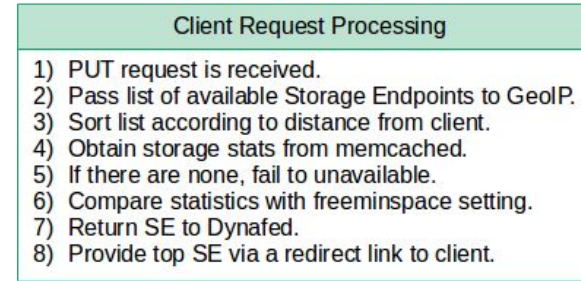 Client Request Processing
1) PUT request is received.
2) Pass list of available Storage Endpoints to GeoIP.
3) Sort list according to distance from client.
4) Obtain storage stats from memcached.
5) If there are none, fail to unavailable.
6) Compare statistics with freeminspace setting.
7) Return SE to Dynafed.
8) Provide top SE via a redirect link to client.